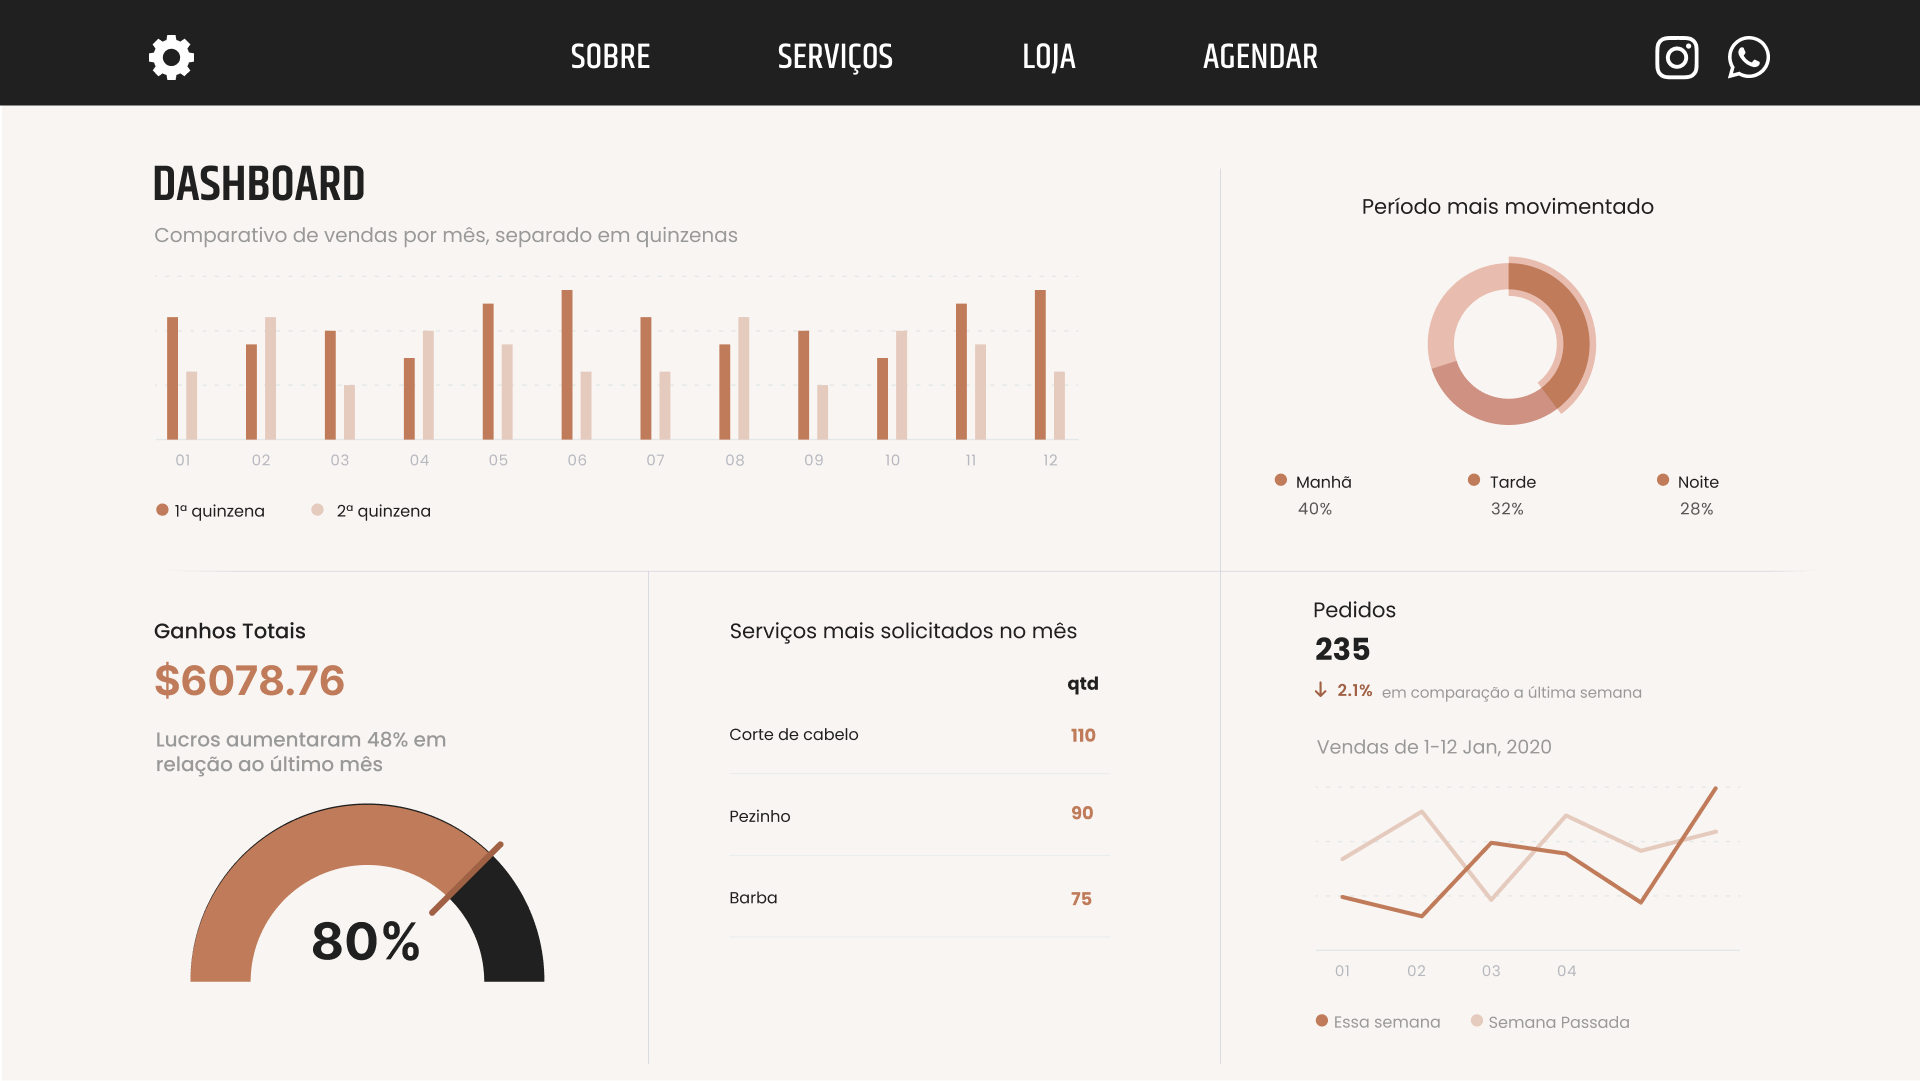 SOBRE SERVIÇOS LOJA AGENDAR
DASHBOARD
Comparativo de vendas por mês, separado em quinzenas
01 02 03 04 05 06 07 08 09 10 11 12
1ª quinzena 2ª quinzena
Período mais movimentado
Manhã Tarde Noite
40% 32% 28%
Ganhos Totais
$6078.76
Lucros aumentaram 48% em
relação ao último mês
80%
Serviços mais solicitados no mês
qtd
Corte de cabelo 110
Pezinho 90
Barba 75
Pedidos
235
2.1% em comparação a última semana
Vendas de 1-12 Jan, 2020
01 02 03 04
Essa semana Semana Passada